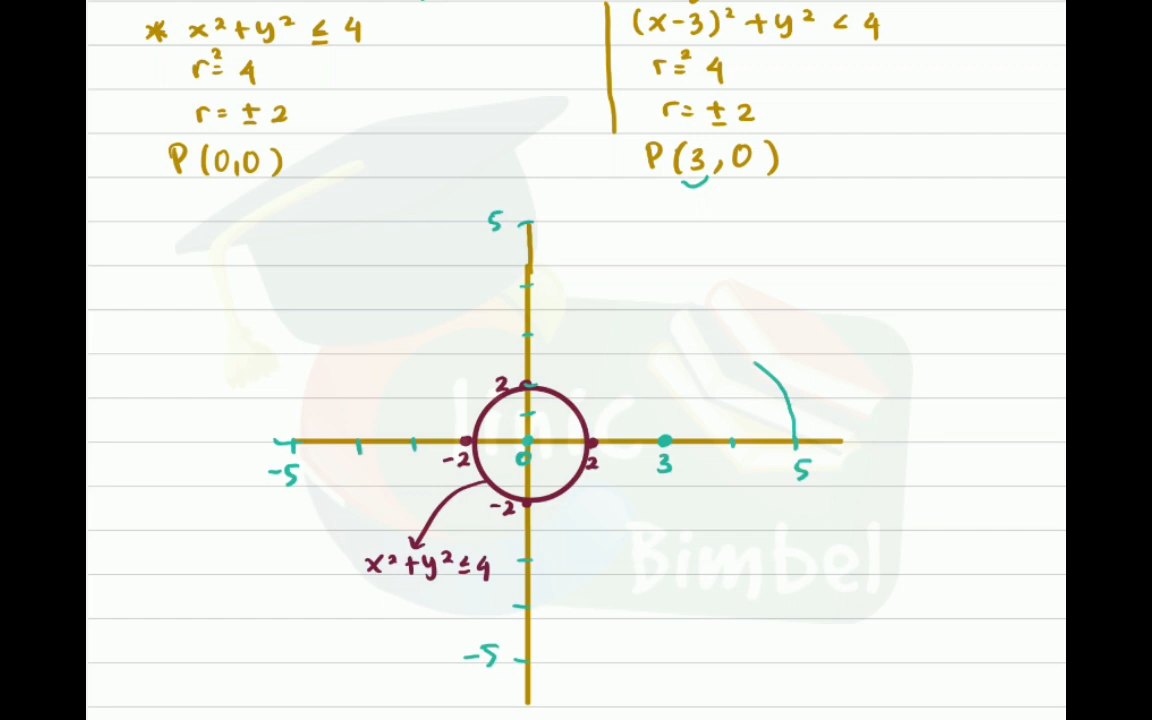 * x² + y² ≤ 4
r² = 4
r = ± 2
P (0,0)
(x-3)² + y² < 4
r² = 4
r = ± 2
P (3, 0)
5
2
-5
-2
0
2
3
5
-2
x² + y² ≤ 4
-5
linic
Bimbel